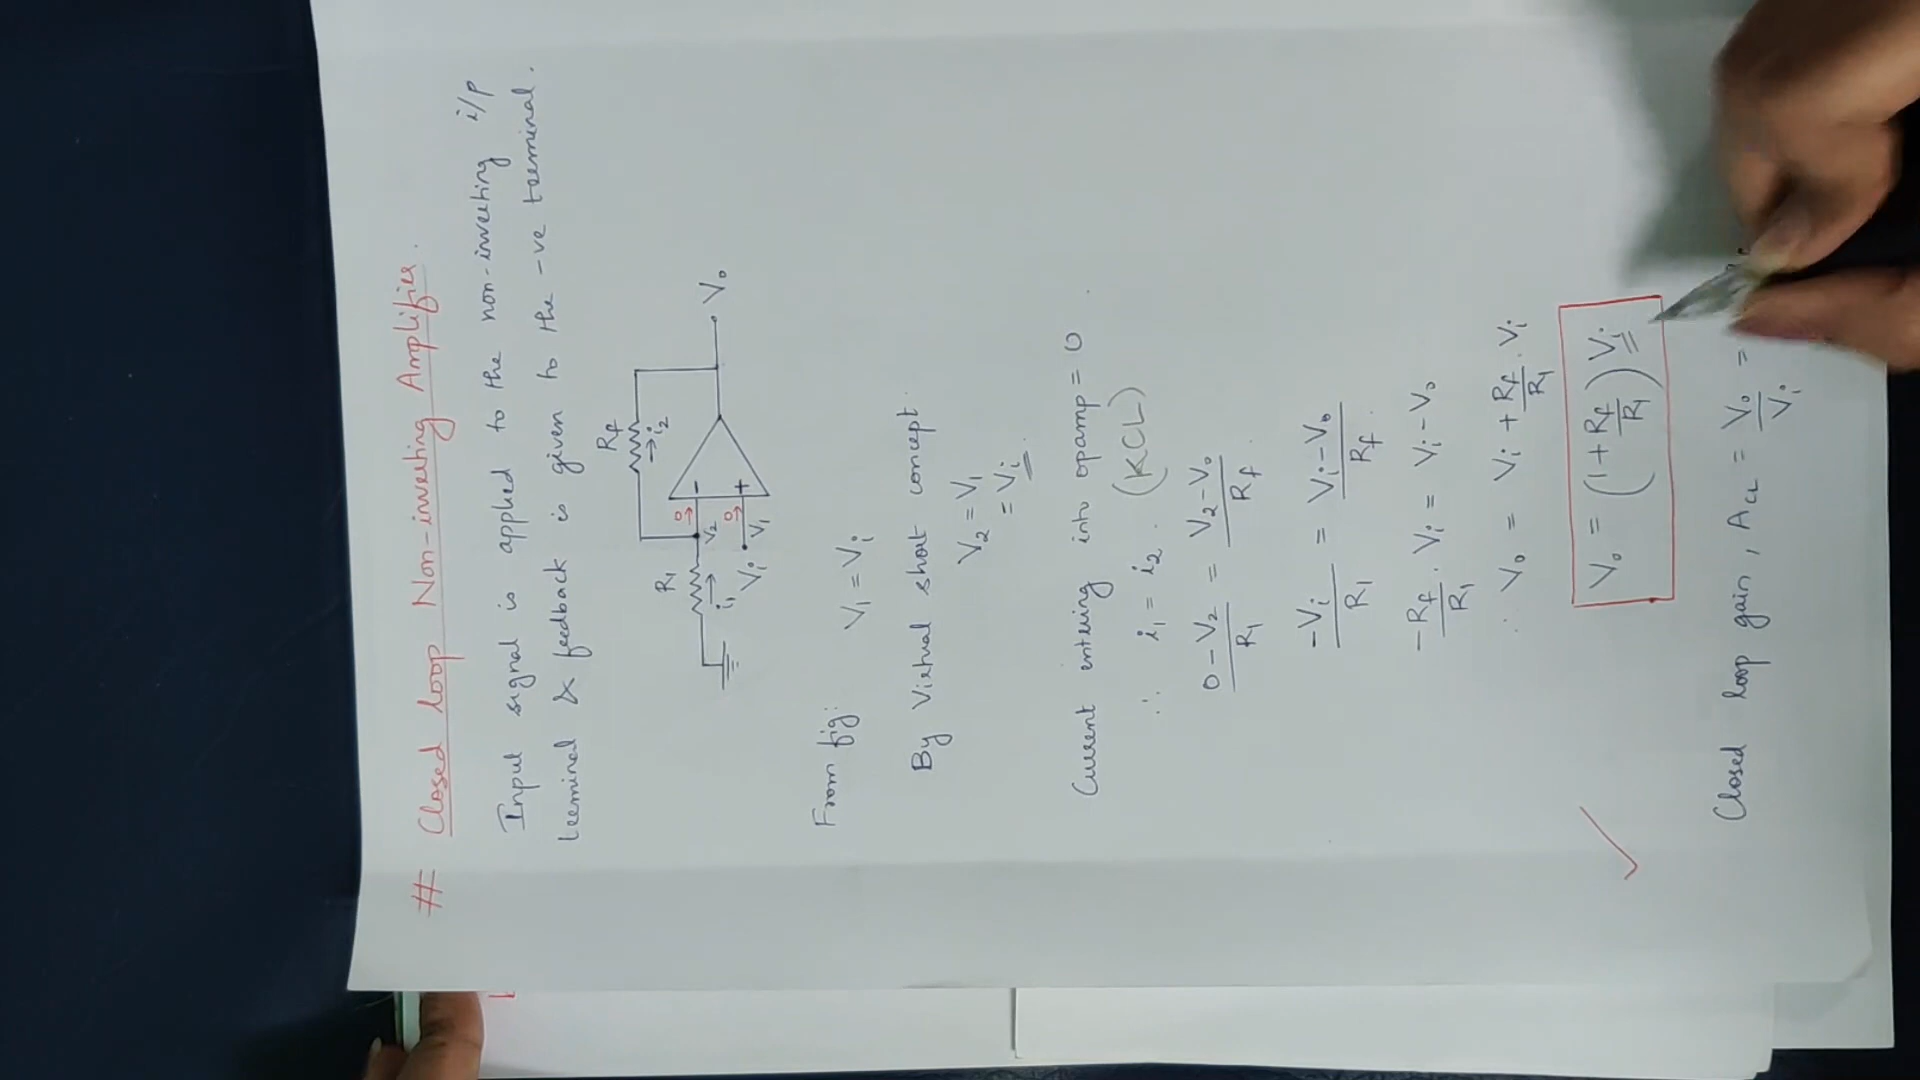 # Closed loop Non-inverting Amplifier.
Input signal is applied to the non-inverting i/p
terminal & feedback is given to the -ve terminal.
Rf
→ i2
R1
→
i1
0
→
V2
-
0
→
V1
+
Vi
Vo
From fig: V1 = Vi
By Virtual short concept
V2 = V1
= Vi
Current entering into opamp = 0.
∴ i1 = i2. (KCL)
0 - V2 / R1 = V2 - Vo / Rf.
-Vi / R1 = Vi - Vo / Rf.
-Rf / R1 . Vi = Vi - Vo
∴ Vo = Vi + Rf / R1 . Vi
Vo = (1 + Rf / R1) Vi
Closed loop gain, ACL = Vo / Vi =